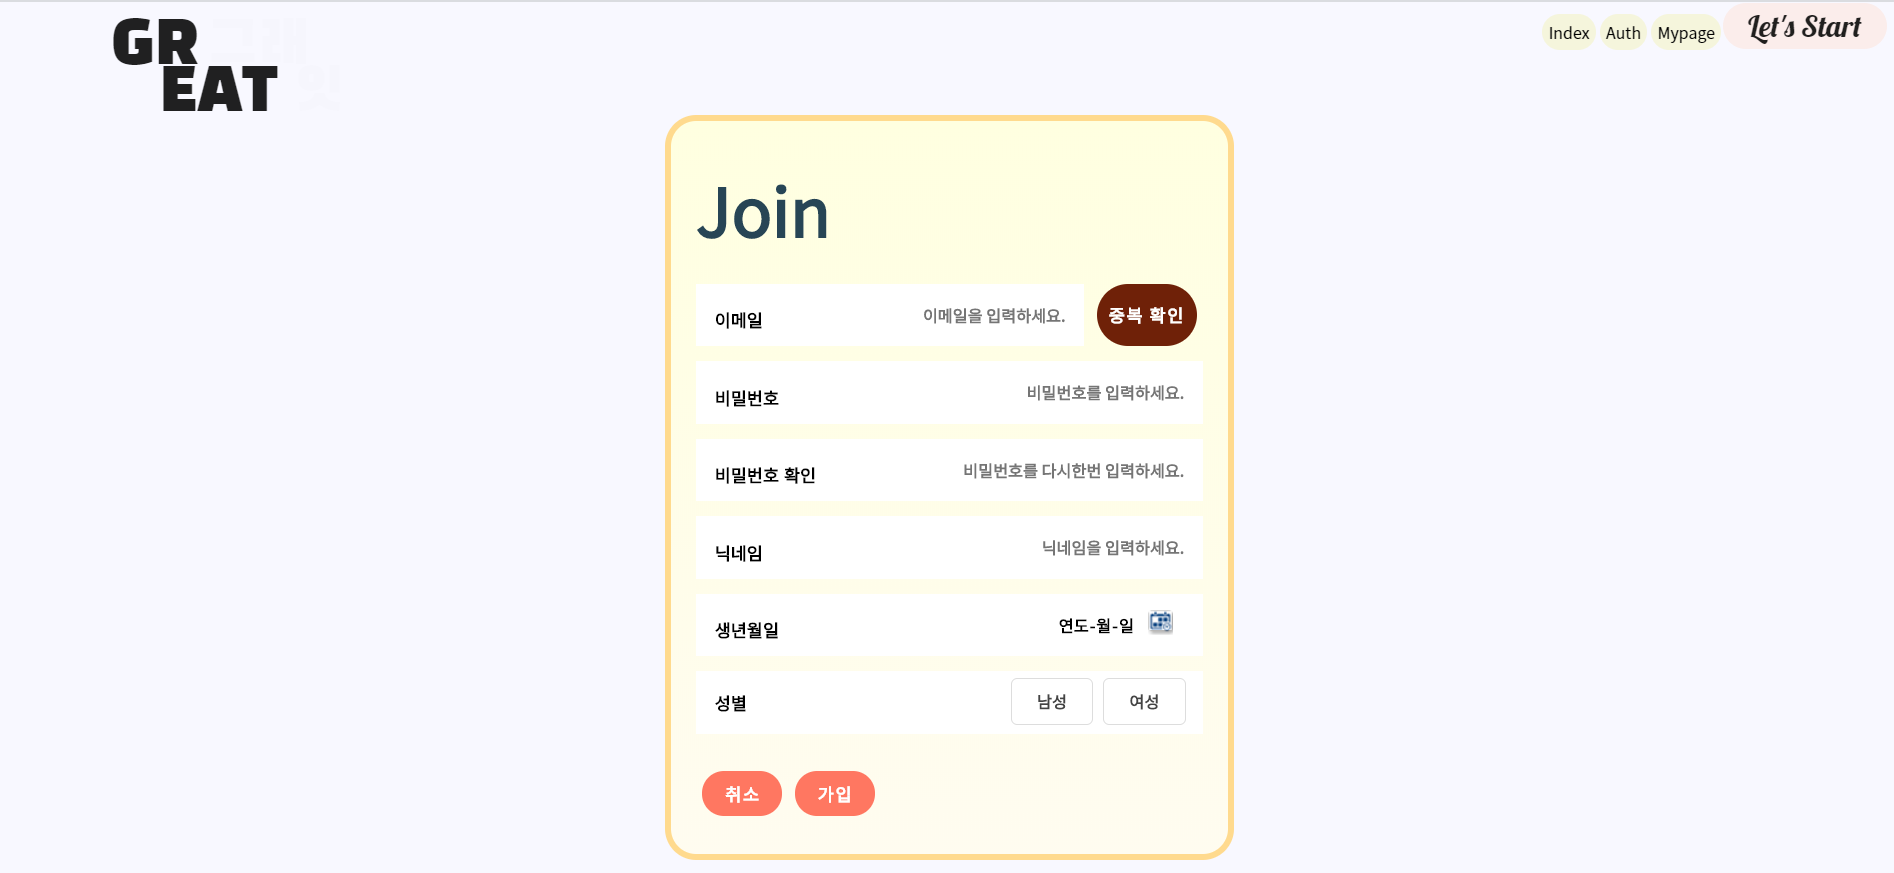 GR 그래
EAT 잇
Index Auth Mypage Let's Start
Join
이메일 이메일을 입력하세요. 중복 확인
비밀번호 비밀번호를 입력하세요.
비밀번호 확인 비밀번호를 다시한번 입력하세요.
닉네임 닉네임을 입력하세요.
생년월일 연도-월-일
성별 남성 여성
취소 가입